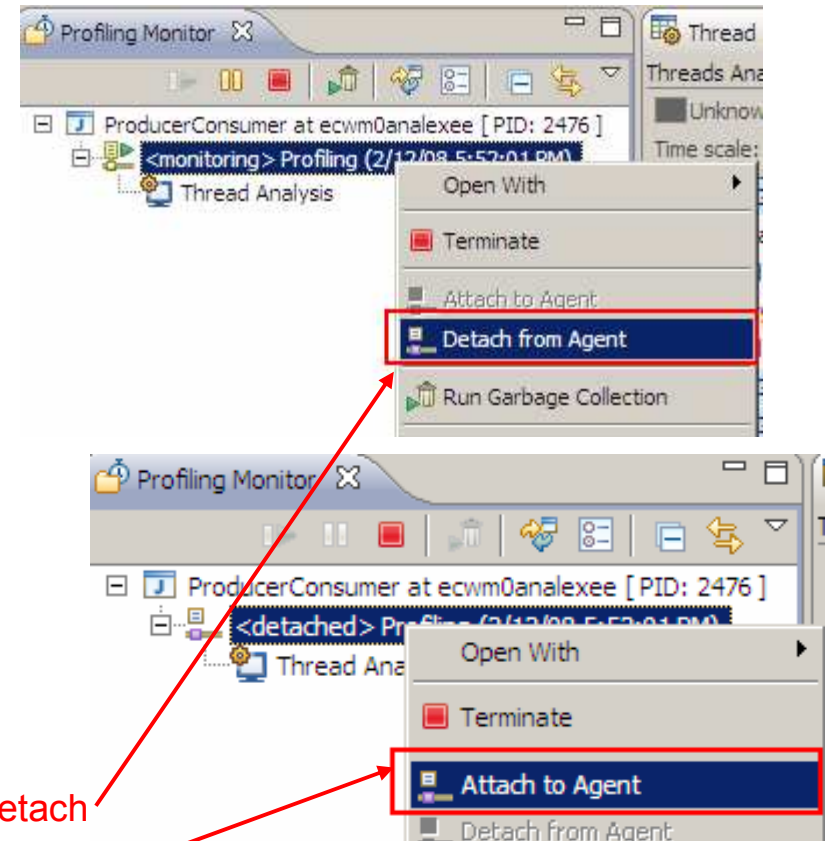 Profiling Monitor
Thread
Threads Ana
Unknow
Time scale:
ProducerConsumer at ecwm0analexee [ PID: 2476 ]
<monitoring> Profiling (2/12/08 5:52:01 PM)
Thread Analysis
Open With
Terminate
Attach to Agent
Detach from Agent
Run Garbage Collection
Profiling Monitor
ProducerConsumer at ecwm0analexee [ PID: 2476 ]
<detached> Profiling (2/12/08 5:52:01 PM)
Thread Ana
Open With
Terminate
Attach to Agent
Detach from Agent
etach